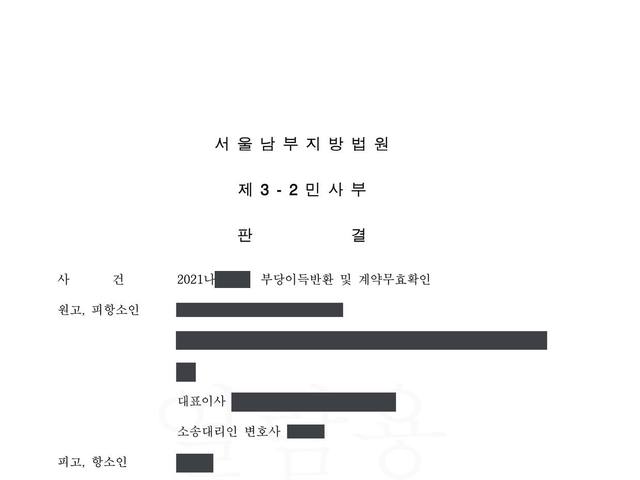 서울남부지방법원
제3-2민사부
판 결
사 건 2021나 부당이득반환 및 계약무효확인
원고, 피항소인
대표이사
소송대리인 변호사
피고, 항소인
열람용